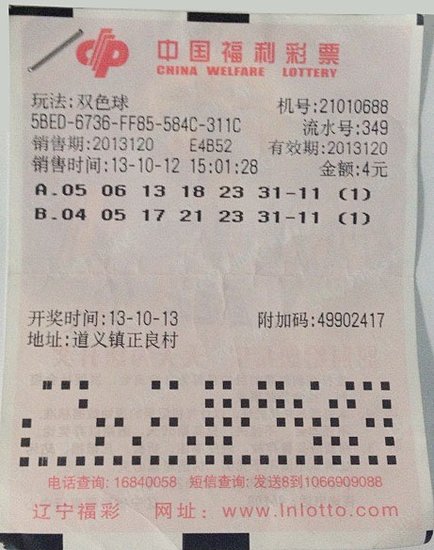 中国福利彩票
CHINA WELFARE LOTTERY
玩法:双色球 机号:21010688
5BED-6736-FF85-584C-311C 流水号:349
销售期:2013120 E4B52 有效期:2013120
销售时间:13-10-12 15:01:28 金额:4元
A.05 06 13 18 23 31-11 (1)
B.04 05 17 21 23 31-11 (1)
开奖时间:13-10-13 附加码:49902417
地址:道义镇正良村
电话查询:16840058 短信查询:发送8到1066909088
辽宁福彩 网址:www.lnlotto.com